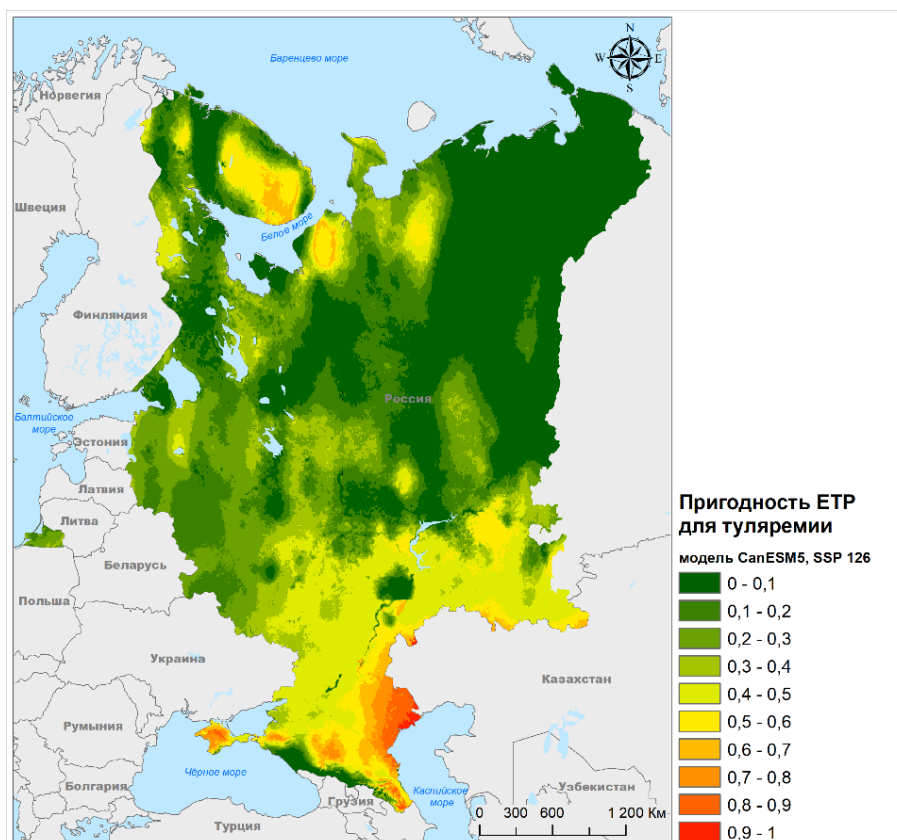 Баренцево море
N
W E
S
Норвегия
Швеция
Белое море
Финляндия
Россия
Балтийское
море
Эстония
Латвия
Литва
Беларусь
Польша
Украина
Казахстан
Румыния
Чёрное море
Болгария
Грузия
Каспийское
море
Узбекистан
Турция
Пригодность ЕТР
для туляремии
модель CanESM5, SSP 126
0 - 0,1
0,1 - 0,2
0,2 - 0,3
0,3 - 0,4
0,4 - 0,5
0,5 - 0,6
0,6 - 0,7
0,7 - 0,8
0,8 - 0,9
0,9 - 1
0 300 600 1200 Км